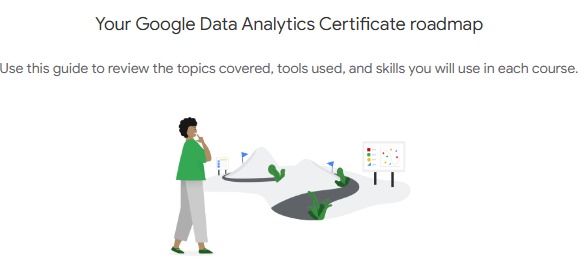 Your Google Data Analytics Certificate roadmap
Use this guide to review the topics covered, tools used, and skills you will use in each course.